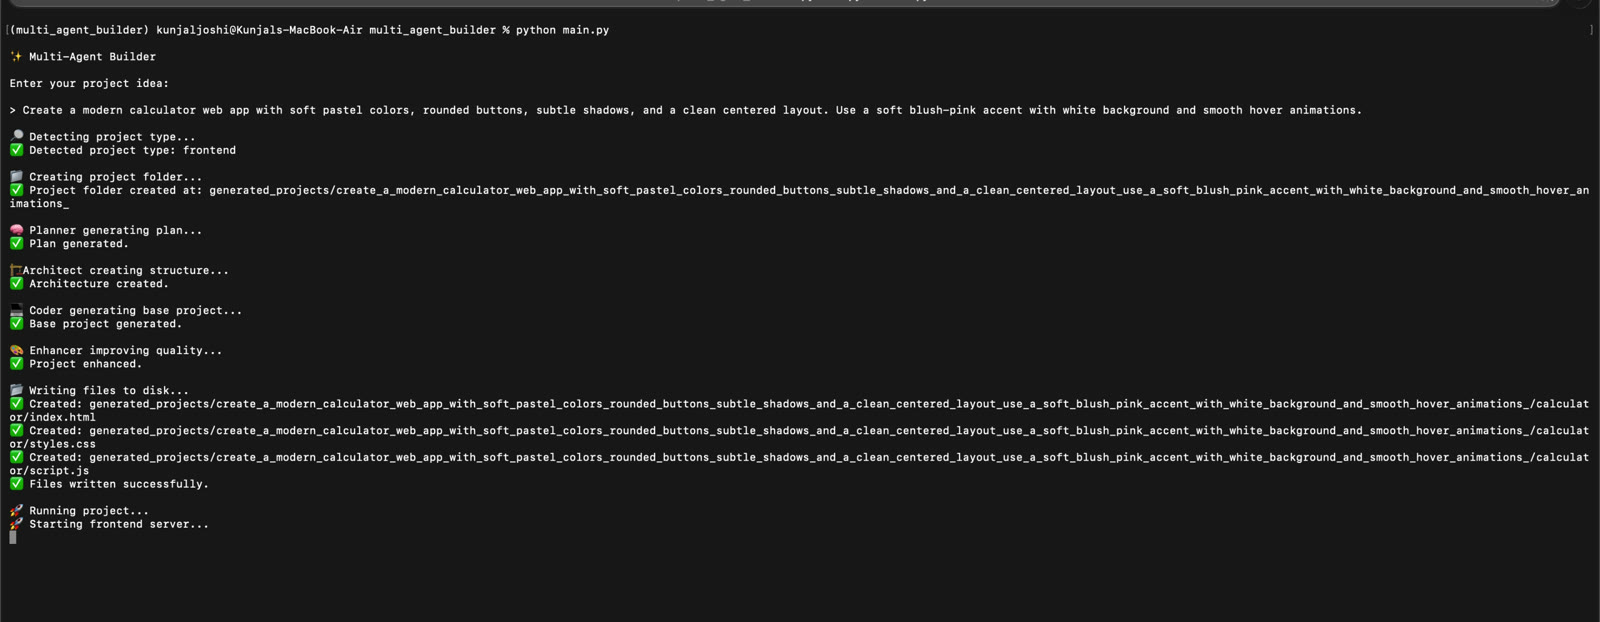 [(multi_agent_builder) kunjaljoshi@Kunjals-MacBook-Air multi_agent_builder % python main.py ]
✨ Multi-Agent Builder
Enter your project idea:
> Create a modern calculator web app with soft pastel colors, rounded buttons, subtle shadows, and a clean centered layout. Use a soft blush-pink accent with white background and smooth hover animations.
🔎 Detecting project type...
✅ Detected project type: frontend
📁 Creating project folder...
✅ Project folder created at: generated_projects/create_a_modern_calculator_web_app_with_soft_pastel_colors_rounded_buttons_subtle_shadows_and_a_clean_centered_layout_use_a_soft_blush_pink_accent_with_white_background_and_smooth_hover_an
imations_
🧠 Planner generating plan...
✅ Plan generated.
🏗Architect creating structure...
✅ Architecture created.
💻 Coder generating base project...
✅ Base project generated.
🎨 Enhancer improving quality...
✅ Project enhanced.
📁 Writing files to disk...
✅ Created: generated_projects/create_a_modern_calculator_web_app_with_soft_pastel_colors_rounded_buttons_subtle_shadows_and_a_clean_centered_layout_use_a_soft_blush_pink_accent_with_white_background_and_smooth_hover_animations_/calculat
or/index.html
✅ Created: generated_projects/create_a_modern_calculator_web_app_with_soft_pastel_colors_rounded_buttons_subtle_shadows_and_a_clean_centered_layout_use_a_soft_blush_pink_accent_with_white_background_and_smooth_hover_animations_/calculat
or/styles.css
✅ Created: generated_projects/create_a_modern_calculator_web_app_with_soft_pastel_colors_rounded_buttons_subtle_shadows_and_a_clean_centered_layout_use_a_soft_blush_pink_accent_with_white_background_and_smooth_hover_animations_/calculat
or/script.js
✅ Files written successfully.
🚀 Running project...
🚀 Starting frontend server...